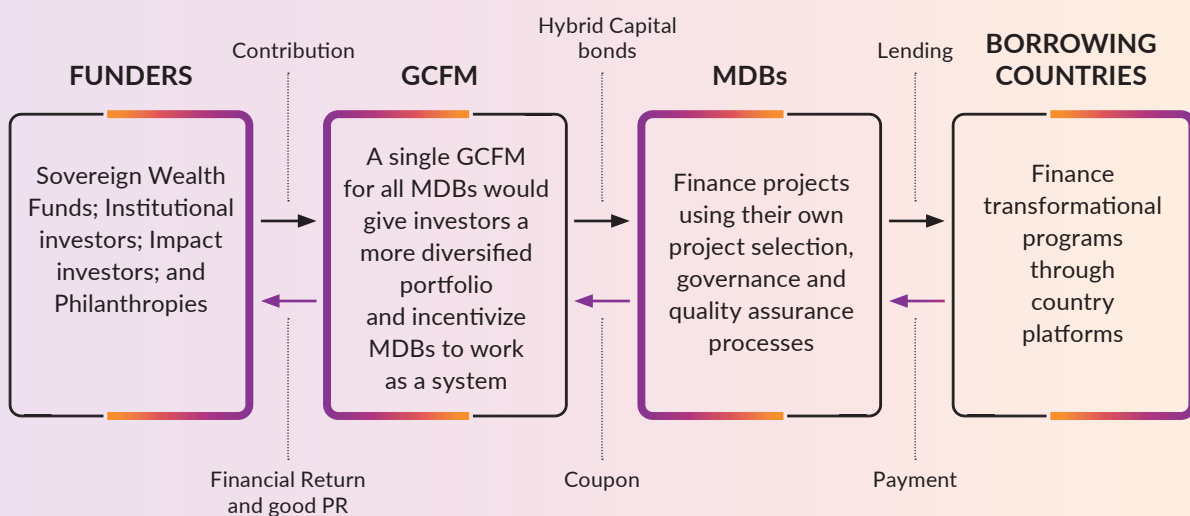 Contribution
Hybrid Capital
bonds
Lending
FUNDERS
GCFM
MDBs
BORROWING
COUNTRIES
Sovereign Wealth
Funds; Institutional
investors; Impact
investors; and
Philanthropies
A single GCFM
for all MDBs would
give investors a
more diversified
portfolio
and incentivize
MDBs to work
as a system
Finance projects
using their own
project selection,
governance and
quality assurance
processes
Finance
transformational
programs
through
country
platforms
Financial Return
and good PR
Coupon
Payment